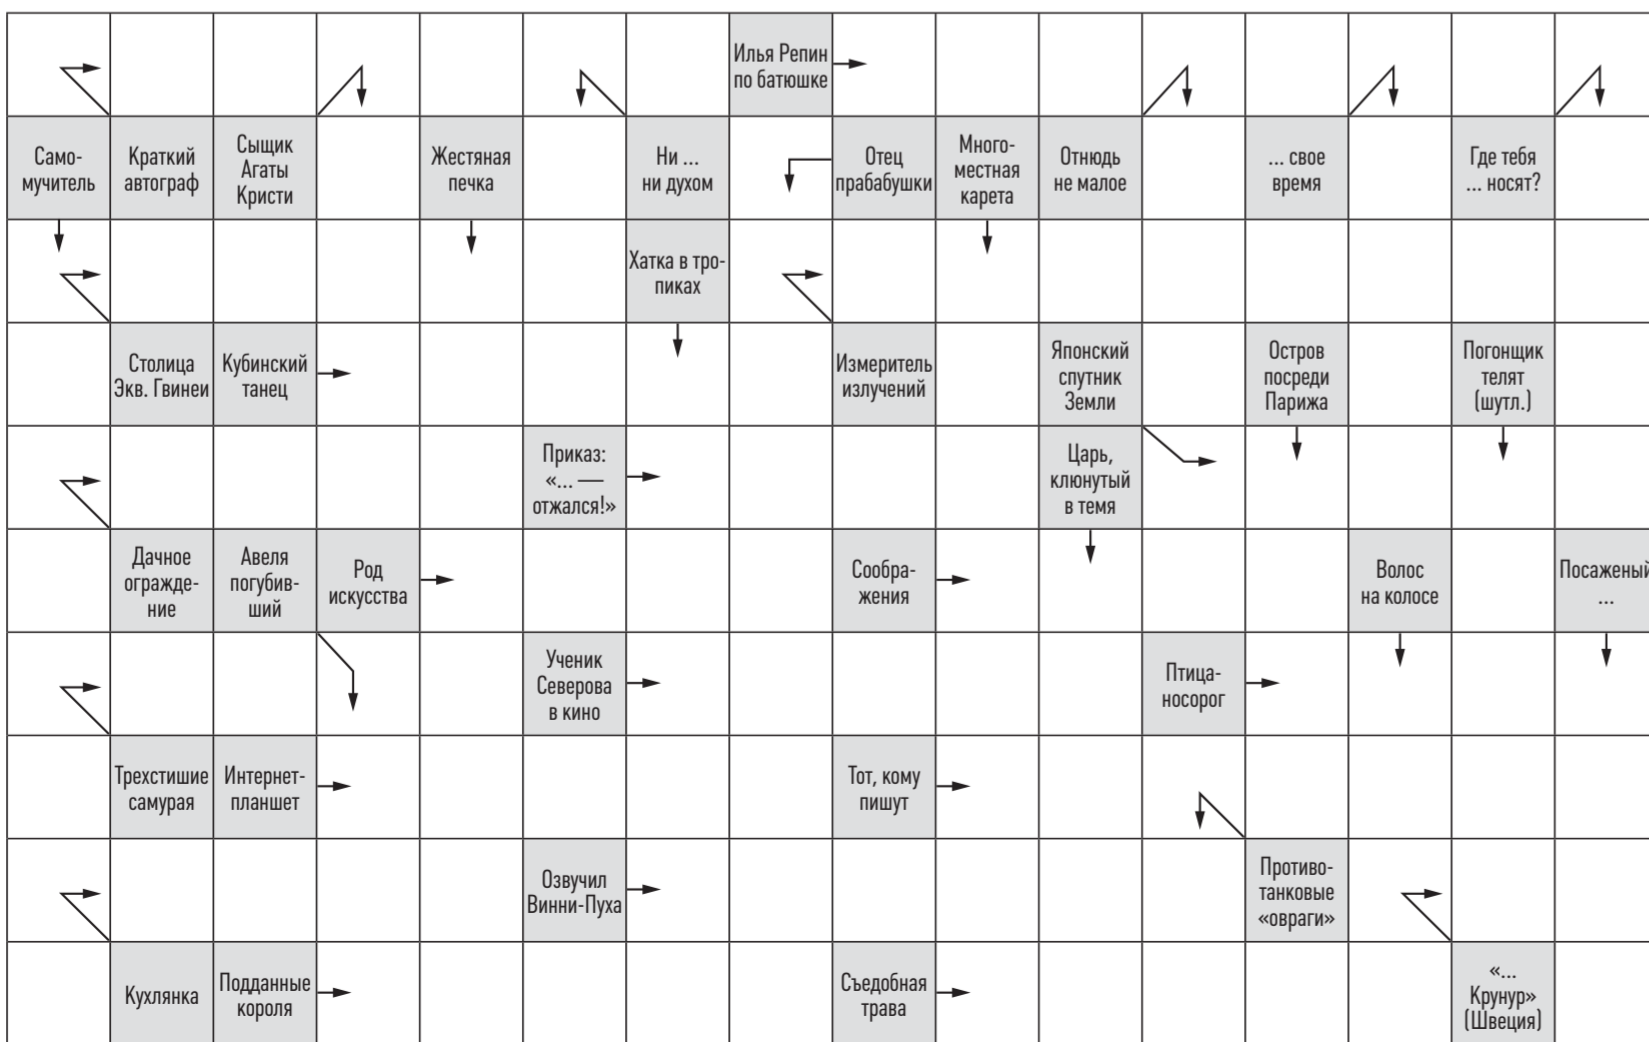 Илья Репин
по батюшке
Само-
мучитель
Краткий
автограф
Сыщик
Агаты
Кристи
Жестяная
печка
Ни ...
ни духом
Отец
прабабушки
Много-
местная
карета
Отнюдь
не малое
... свое
время
Где тебя
... носят?
Хатка в тро-
пиках
Столица
Экв. Гвинеи
Кубинский
танец
Измеритель
излучений
Японский
спутник
Земли
Остров
посреди
Парижа
Погонщик
телят
(шутл.)
Приказ:
«... —
отжался!»
Царь,
клюнутый
в темя
Дачное
огражде-
ние
Авеля
погубив-
ший
Род
искусства
Сообра-
жения
Волос
на колосе
Посаженый
...
Ученик
Северова
в кино
Птица-
носорог
Трехстишие
самурая
Интернет-
планшет
Тот, кому
пишут
Озвучил
Винни-Пуха
Противо-
танковые
«овраги»
Кухлянка
Подданные
короля
Съедобная
трава
«...
Крунур»
(Швеция)